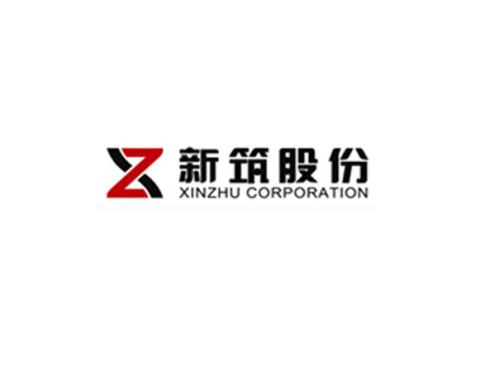 新筑股份
XINZHU CORPORATION